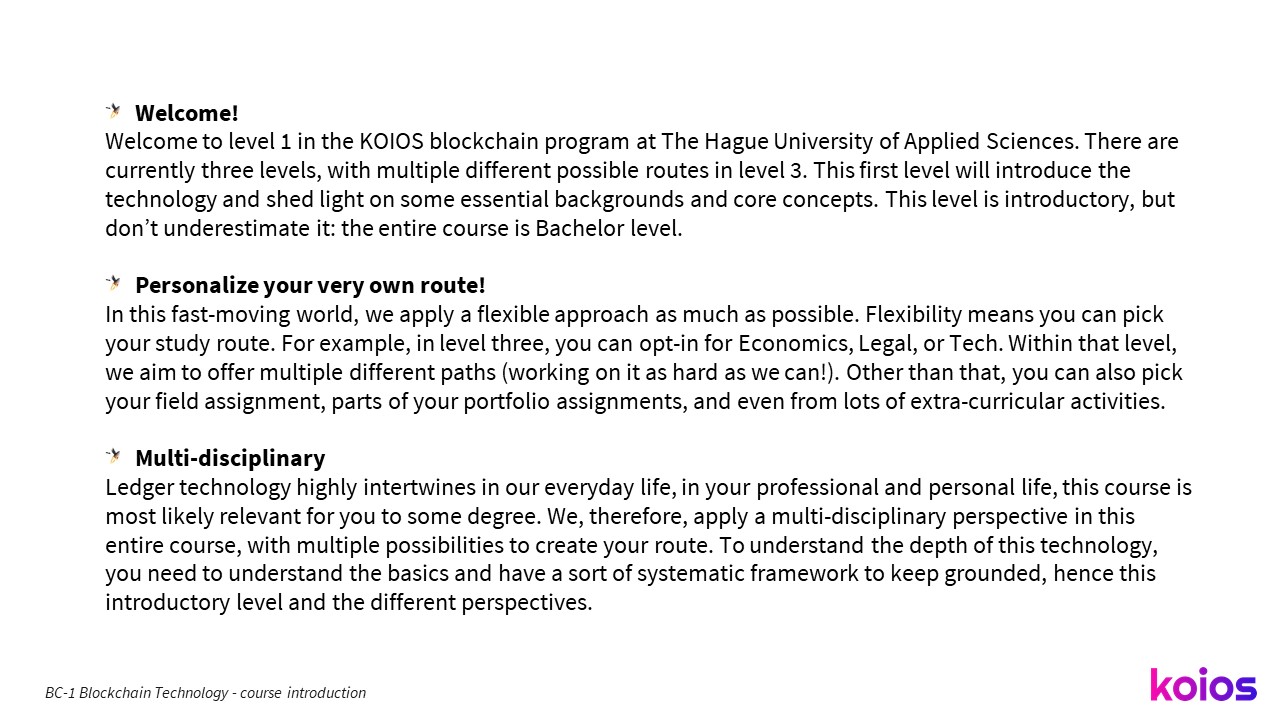 Welcome!
Welcome to level 1 in the KOIOS blockchain program at The Hague University of Applied Sciences. There are
currently three levels, with multiple different possible routes in level 3. This first level will introduce the
technology and shed light on some essential backgrounds and core concepts. This level is introductory, but
don’t underestimate it: the entire course is Bachelor level.
Personalize your very own route!
In this fast-moving world, we apply a flexible approach as much as possible. Flexibility means you can pick
your study route. For example, in level three, you can opt-in for Economics, Legal, or Tech. Within that level,
we aim to offer multiple different paths (working on it as hard as we can!). Other than that, you can also pick
your field assignment, parts of your portfolio assignments, and even from lots of extra-curricular activities.
Multi-disciplinary
Ledger technology highly intertwines in our everyday life, in your professional and personal life, this course is
most likely relevant for you to some degree. We, therefore, apply a multi-disciplinary perspective in this
entire course, with multiple possibilities to create your route. To understand the depth of this technology,
you need to understand the basics and have a sort of systematic framework to keep grounded, hence this
introductory level and the different perspectives.
BC-1 Blockchain Technology - course introduction
koios